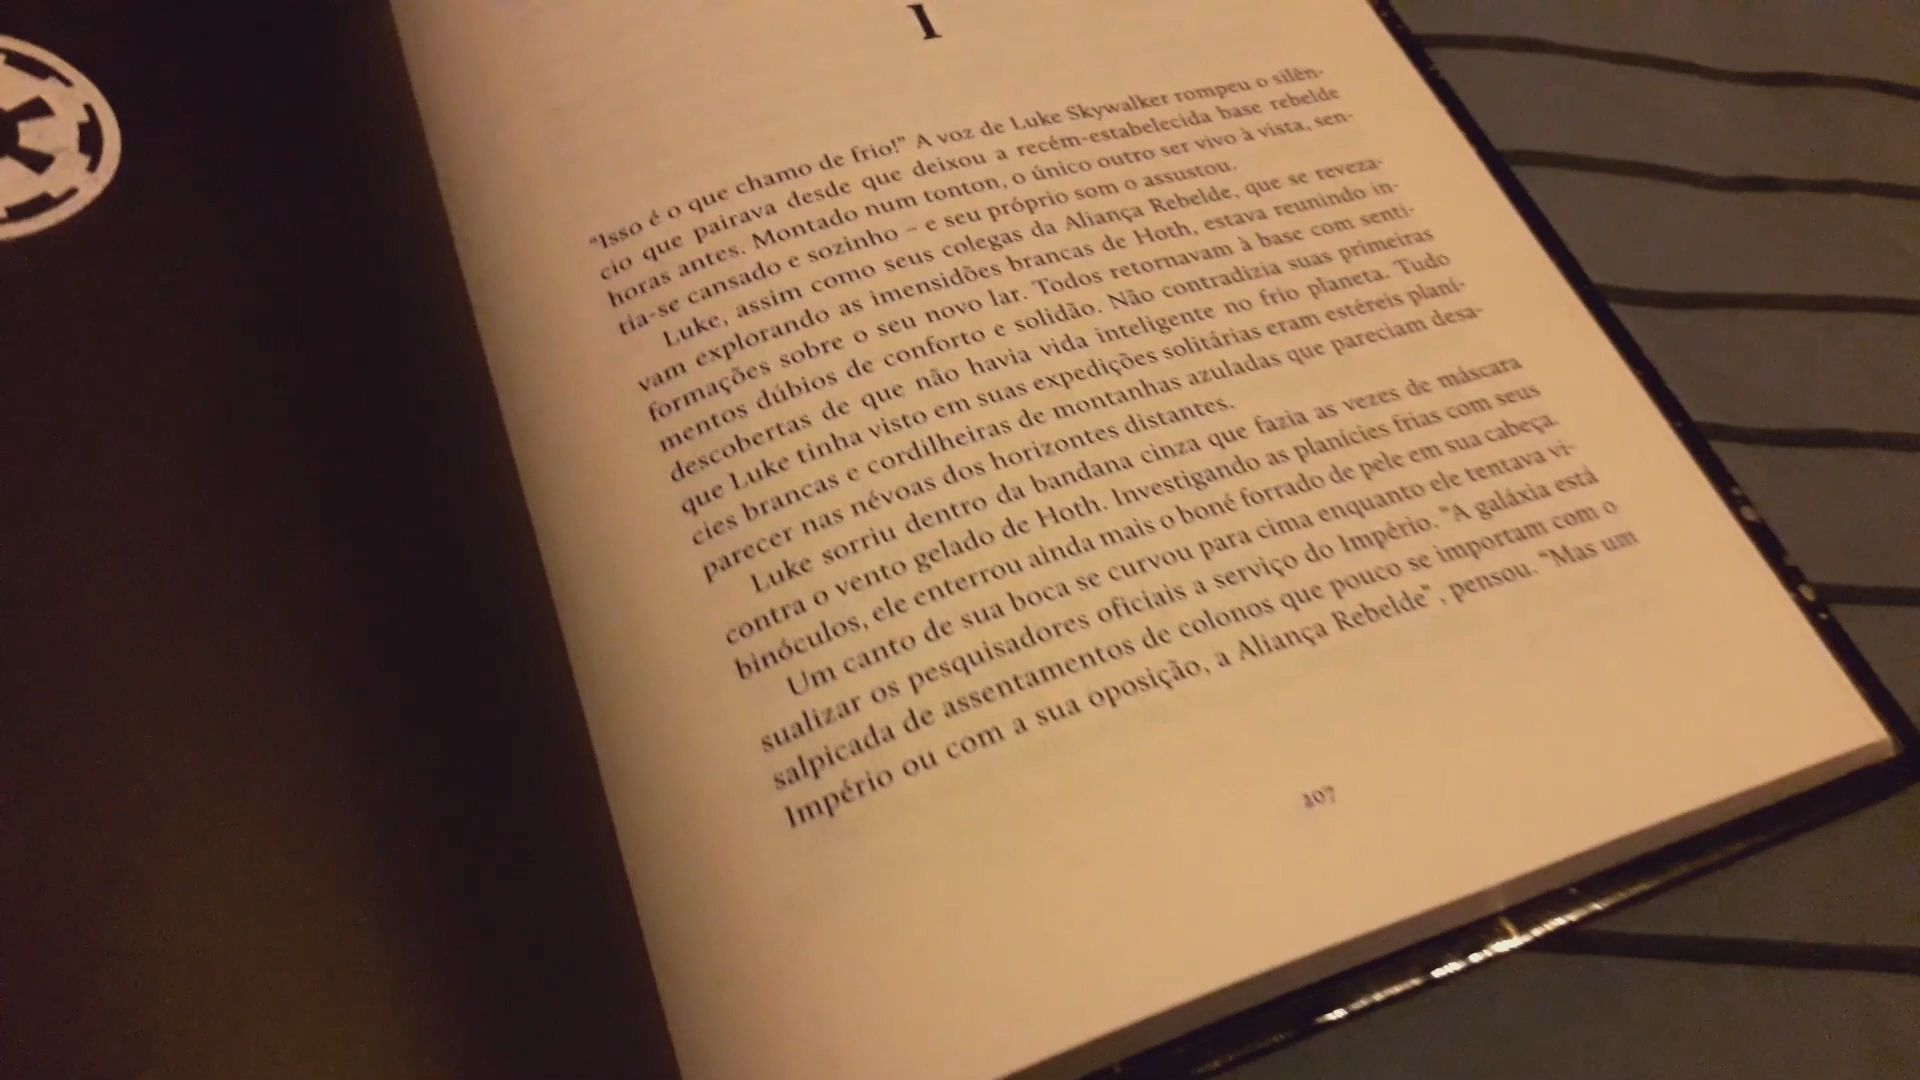 I
“Isso é o que chamo de frio!” A voz de Luke Skywalker rompeu o silên-
cio que pairava desde que deixou a recém-estabelecida base rebelde
horas antes. Montado num tonton, o único outro ser vivo à vista, sen-
tia-se cansado e sozinho – e seu próprio som o assustou.
Luke, assim como seus colegas da Aliança Rebelde, que se reveza-
vam explorando as imensidões brancas de Hoth, estava reunindo in-
formações sobre o seu novo lar. Todos retornavam à base com senti-
mentos dúbios de conforto e solidão. Não contradizia suas primeiras
descobertas de que não havia vida inteligente no frio planeta. Tudo
que Luke tinha visto em suas expedições solitárias eram estéreis planí-
cies brancas e cordilheiras de montanhas azuladas que pareciam desa-
parecer nas névoas dos horizontes distantes.
Luke sorriu dentro da bandana cinza que fazia as vezes de máscara
contra o vento gelado de Hoth. Investigando as planícies frias com seus
binóculos, ele enterrou ainda mais o boné forrado de pele em sua cabeça.
Um canto de sua boca se curvou para cima enquanto ele tentava vi-
sualizar os pesquisadores oficiais a serviço do Império. “A galáxia está
salpicada de assentamentos de colonos que pouco se importam com o
Império ou com a sua oposição, a Aliança Rebelde”, pensou. “Mas um
207